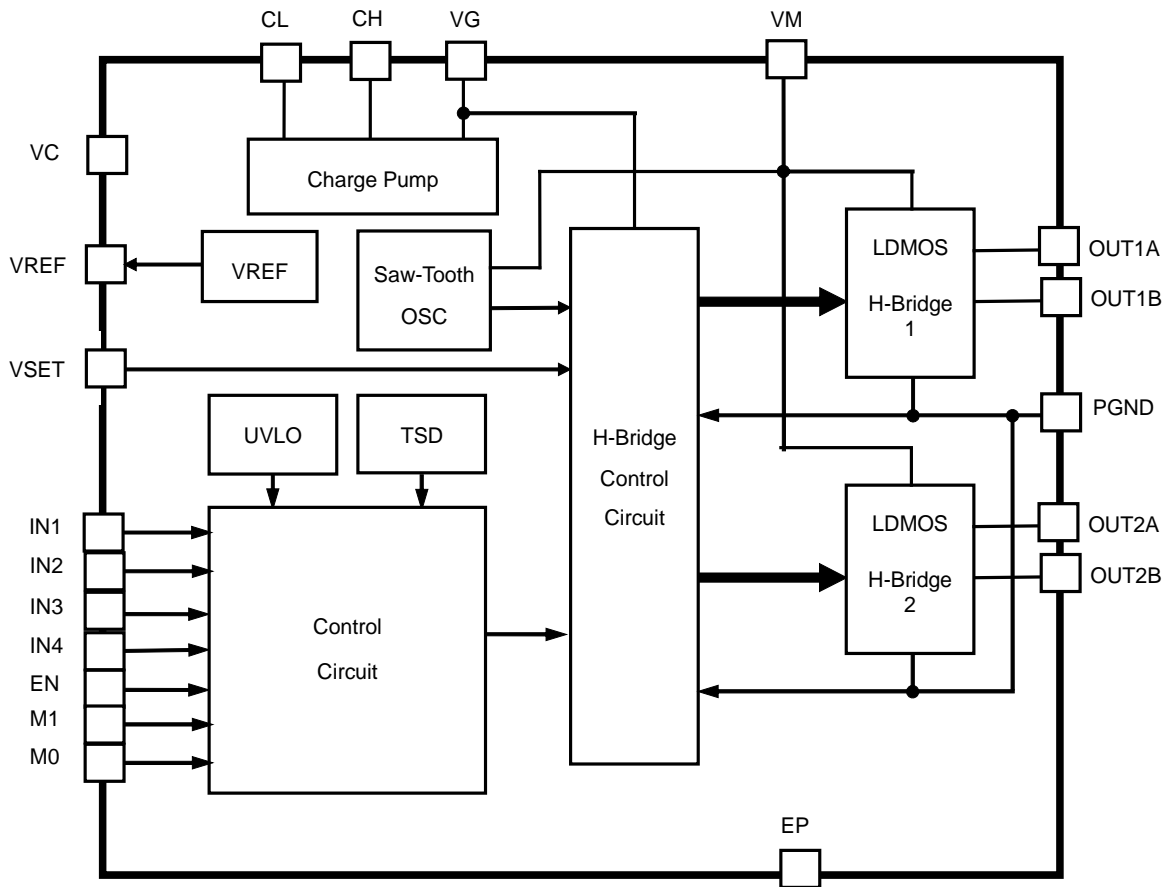 CL
CH
VG
VM
VC
Charge Pump
VREF
VREF
Saw-Tooth
OSC
LDMOS
H-Bridge
1
OUT1A
OUT1B
VSET
PGND
UVLO
TSD
H-Bridge
Control
Circuit
LDMOS
H-Bridge
2
OUT2A
OUT2B
IN1
IN2
IN3
IN4
EN
M1
M0
Control
Circuit
EP